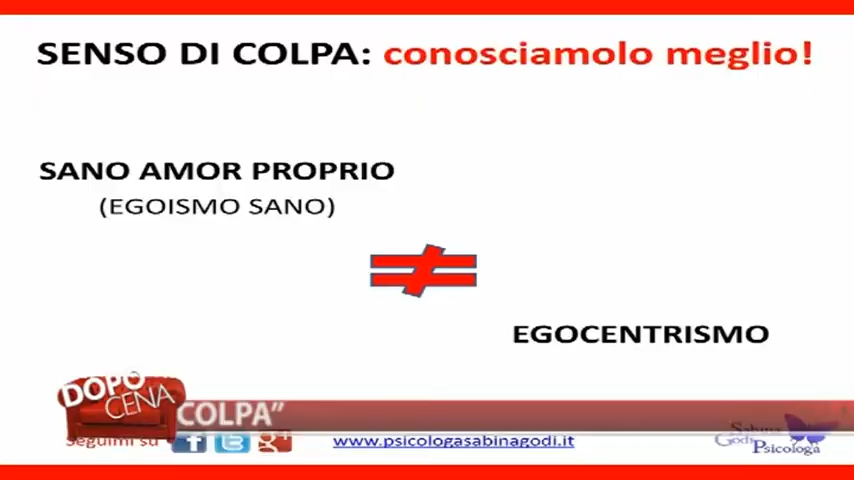 SENSO DI COLPA: conosciamolo meglio!
SANO AMOR PROPRIO
(EGOISMO SANO)
EGOCENTRISMO
DOPO
CENA
COLPA”
Seguimi su
www.psicologasabinagodi.it
Sabina
Godi Psicologa